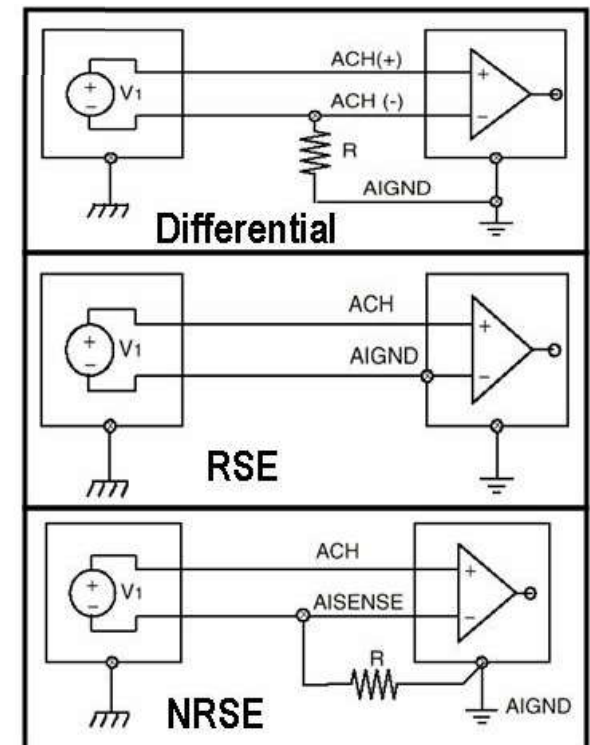 ACH(+)
+
V1
+
−
ACH (-)
−
R
AIGND
Differential
ACH
+
V1
+
−
AIGND
−
RSE
ACH
+
V1
+
−
AISENSE
−
R
NRSE
AIGND